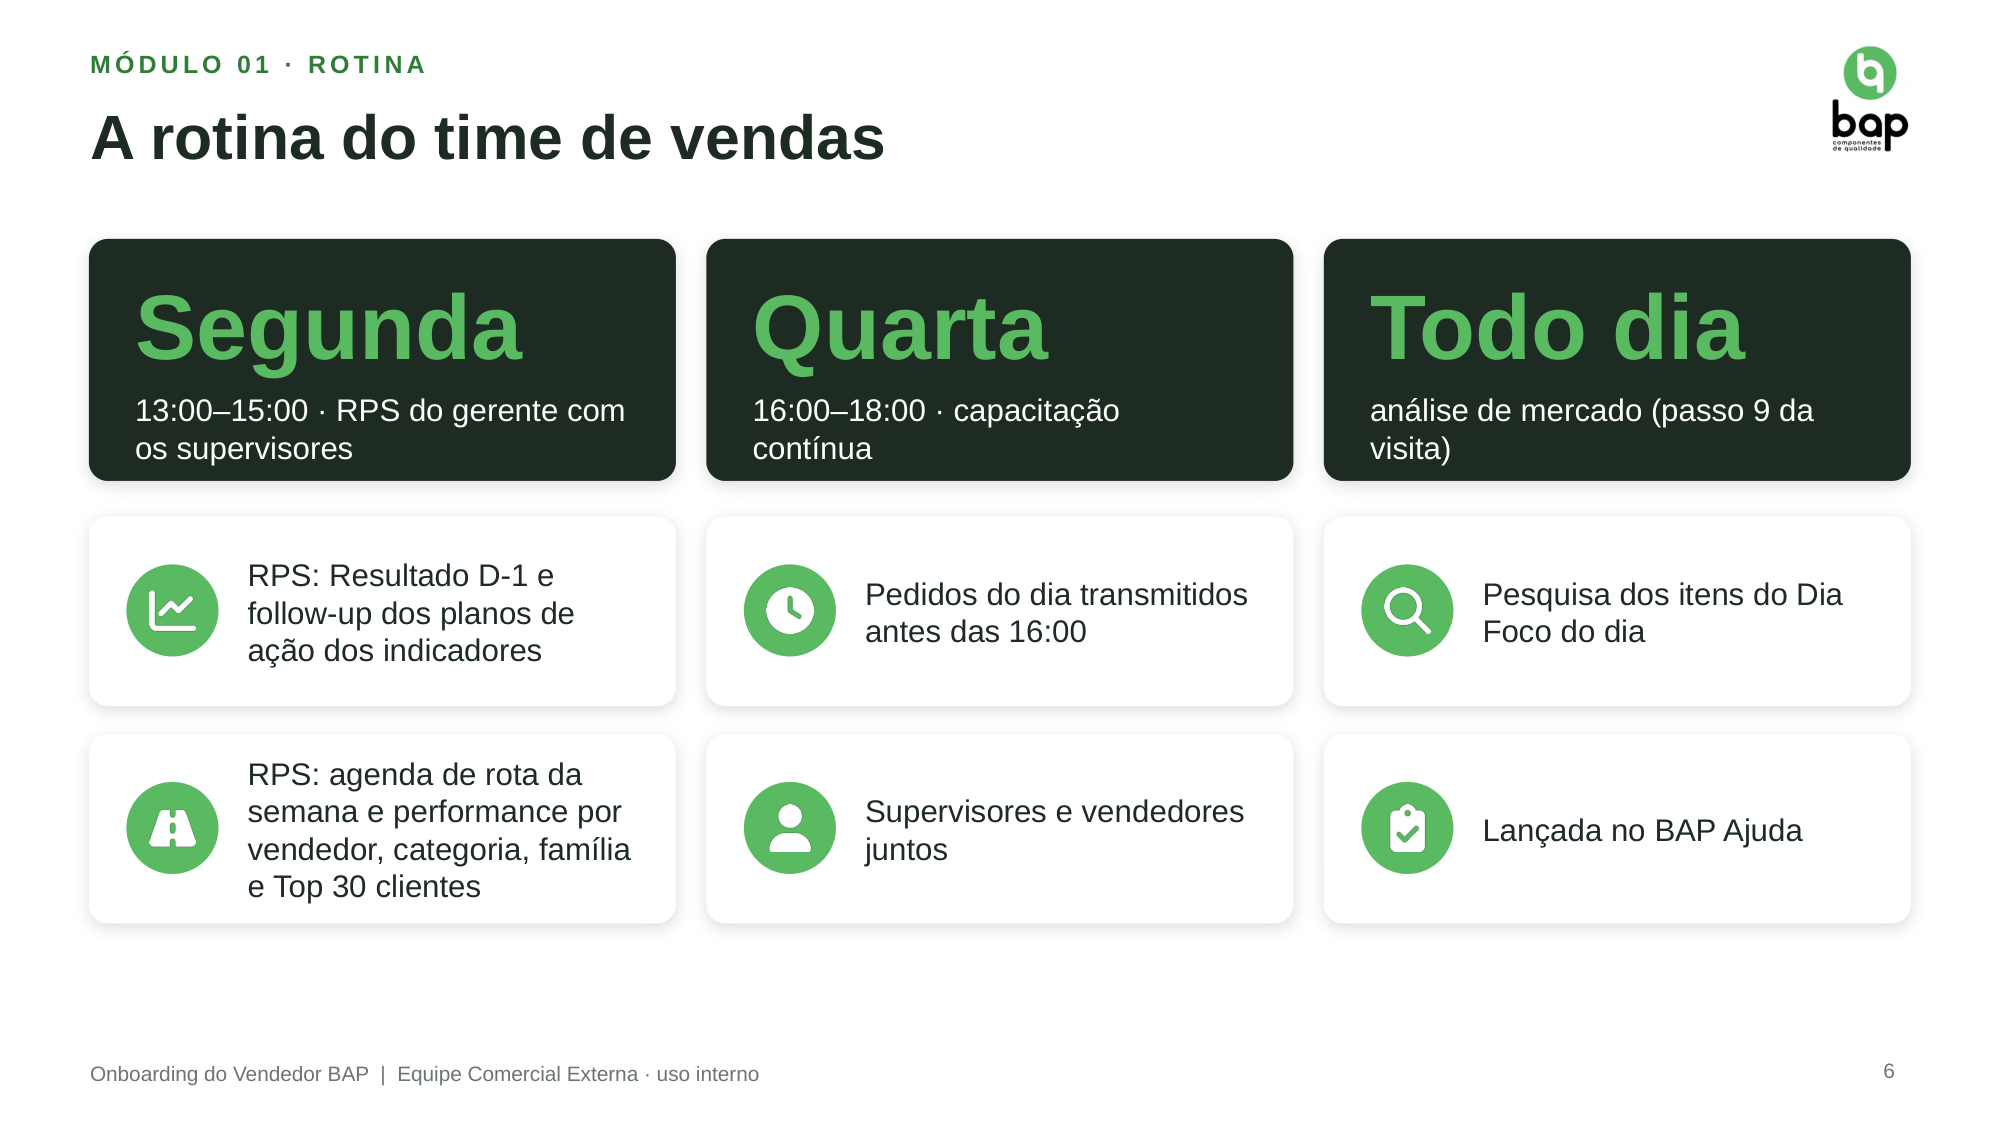 MÓDULO 01 · ROTINA
A rotina do time de vendas
bap
componentes
de qualidade
Segunda
13:00–15:00 · RPS do gerente com
os supervisores
Quarta
16:00–18:00 · capacitação
contínua
Todo dia
análise de mercado (passo 9 da
visita)
RPS: Resultado D-1 e
follow-up dos planos de
ação dos indicadores
Pedidos do dia transmitidos
antes das 16:00
Pesquisa dos itens do Dia
Foco do dia
RPS: agenda de rota da
semana e performance por
vendedor, categoria, família
e Top 30 clientes
Supervisores e vendedores
juntos
Lançada no BAP Ajuda
Onboarding do Vendedor BAP | Equipe Comercial Externa · uso interno
6